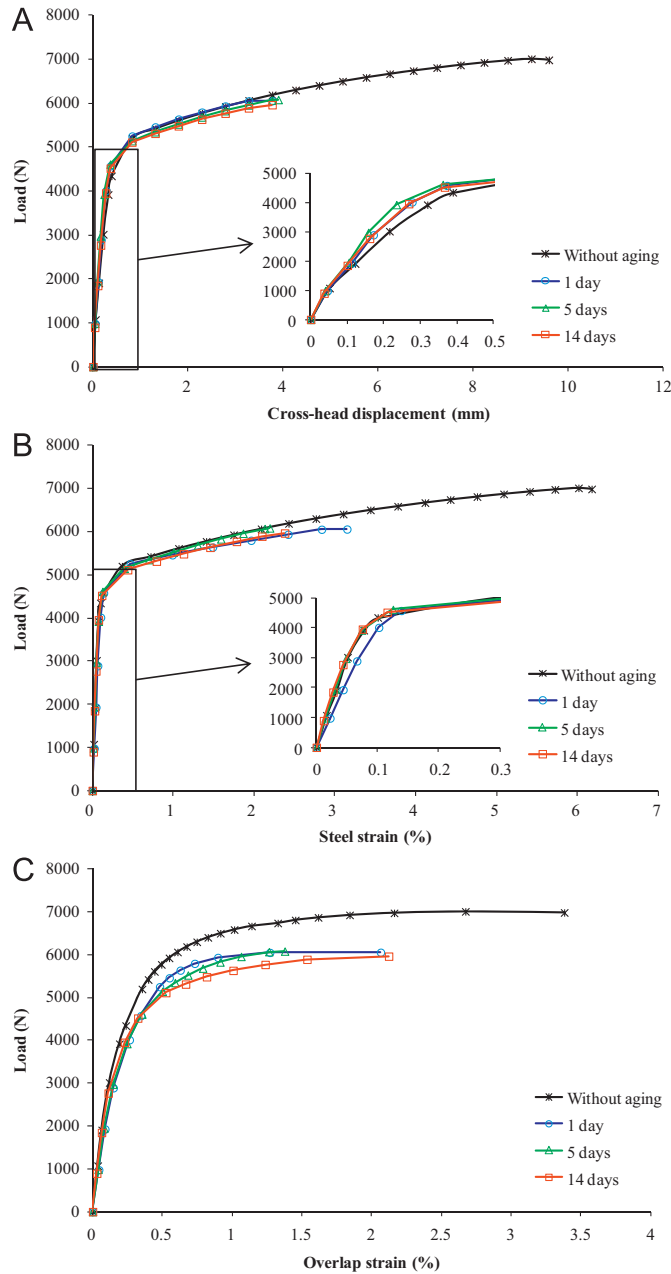 A
8000
7000
6000
5000
4000
3000
2000
1000
0
Load (N)
0 2 4 6 8 10 12
Cross-head displacement (mm)
5000
4000
3000
2000
1000
0
0 0.1 0.2 0.3 0.4 0.5
Without aging
1 day
5 days
14 days
B
8000
7000
6000
5000
4000
3000
2000
1000
0
Load (N)
0 1 2 3 4 5 6 7
Steel strain (%)
5000
4000
3000
2000
1000
0
0 0.1 0.2 0.3
Without aging
1 day
5 days
14 days
C
8000
7000
6000
5000
4000
3000
2000
1000
0
Load (N)
0 0.5 1 1.5 2 2.5 3 3.5 4
Overlap strain (%)
Without aging
1 day
5 days
14 days